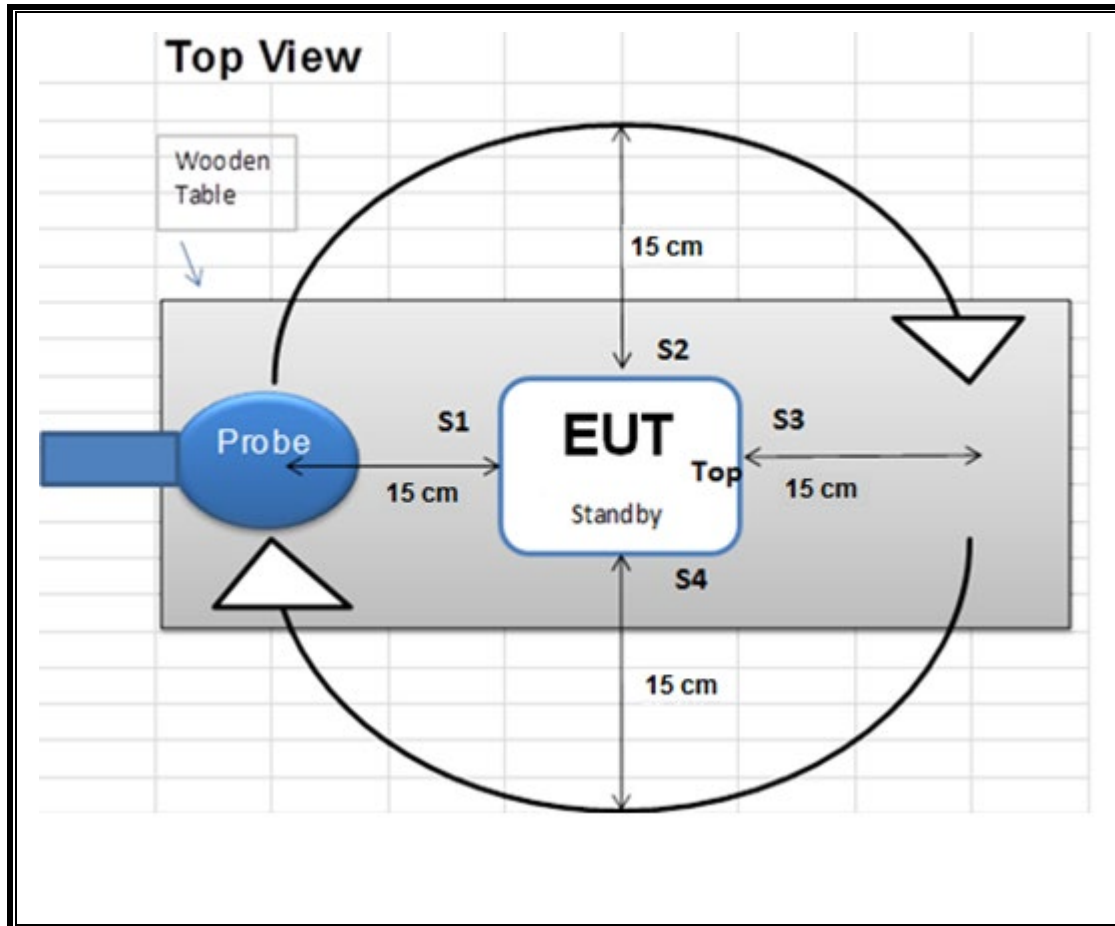 Top View
Wooden
Table
15 cm
S2
S1
EUT
S3
Probe
Top
15 cm
15 cm
Standby
S4
15 cm